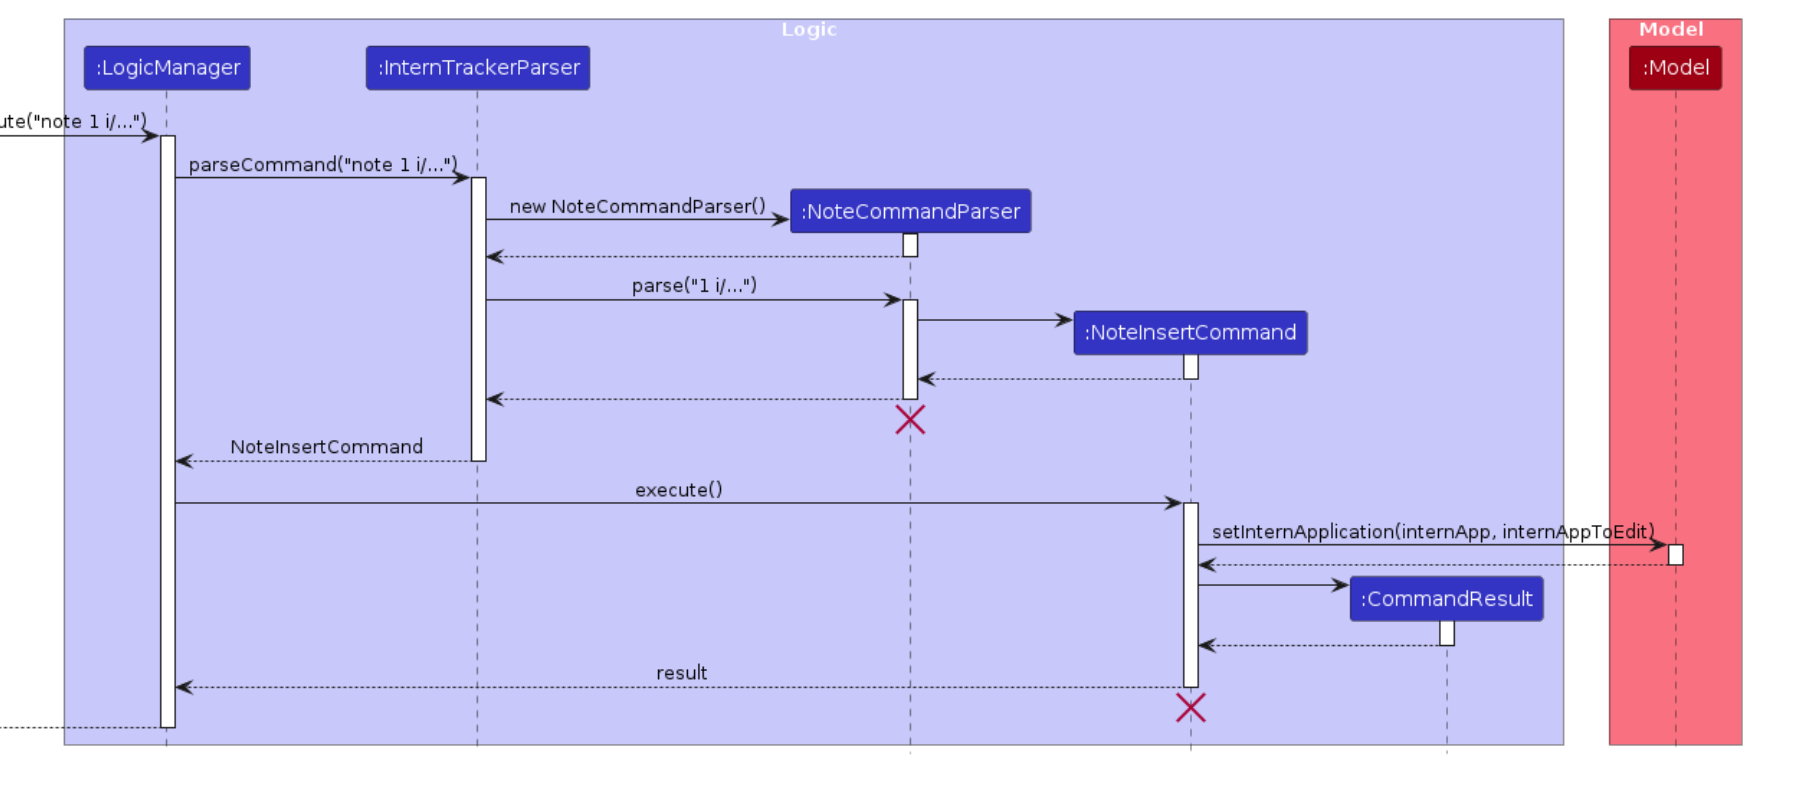 Logic
Model
:LogicManager
:InternTrackerParser
:Model
ute("note 1 i/...")
parseCommand("note 1 i/...")
new NoteCommandParser()
:NoteCommandParser
parse("1 i/...")
:NoteInsertCommand
NoteInsertCommand
execute()
setInternApplication(internApp, internAppToEdit)
:CommandResult
result